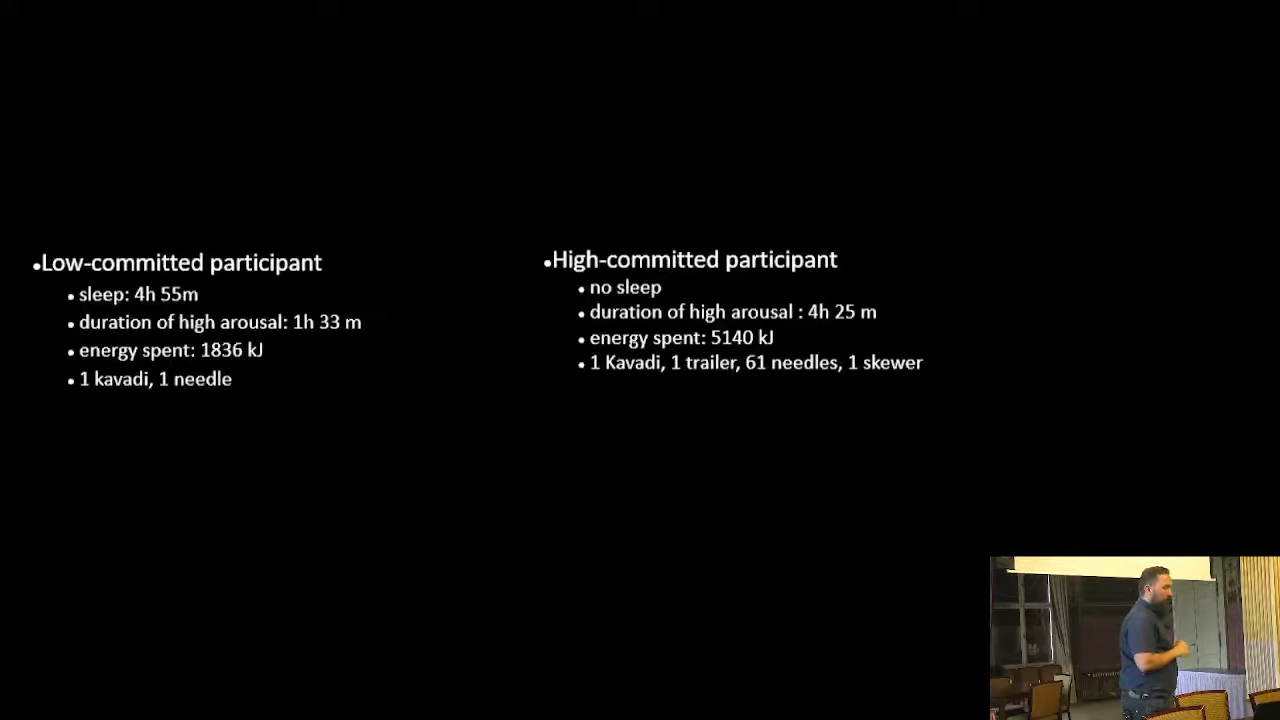 •Low-committed participant
• sleep: 4h 55m
• duration of high arousal: 1h 33 m
• energy spent: 1836 kJ
• 1 kavadi, 1 needle
•High-committed participant
• no sleep
• duration of high arousal : 4h 25 m
• energy spent: 5140 kJ
• 1 Kavadi, 1 trailer, 61 needles, 1 skewer